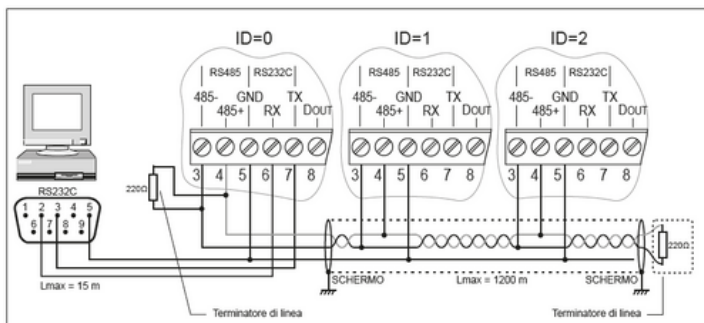 ID=0 ID=1 ID=2
RS485 RS232C RS485 RS232C RS485 RS232C
485- GND TX 485- GND TX 485- GND TX
485+ RX DOUT 485+ RX DOUT 485+ RX DOUT
3 4 5 6 7 8 3 4 5 6 7 8 3 4 5 6 7 8
RS232C
220Ω
1 2 3 4 5
6 7 8 9
220Ω
Lmax = 15 m
SCHERMO Lmax = 1200 m SCHERMO
Terminatore di linea Terminatore di linea